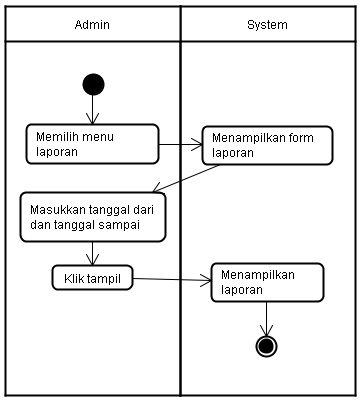 Admin
System
Memilih menu
laporan
Menampilkan form
laporan
Masukkan tanggal dari
dan tanggal sampai
Klik tampil
Menampilkan
laporan